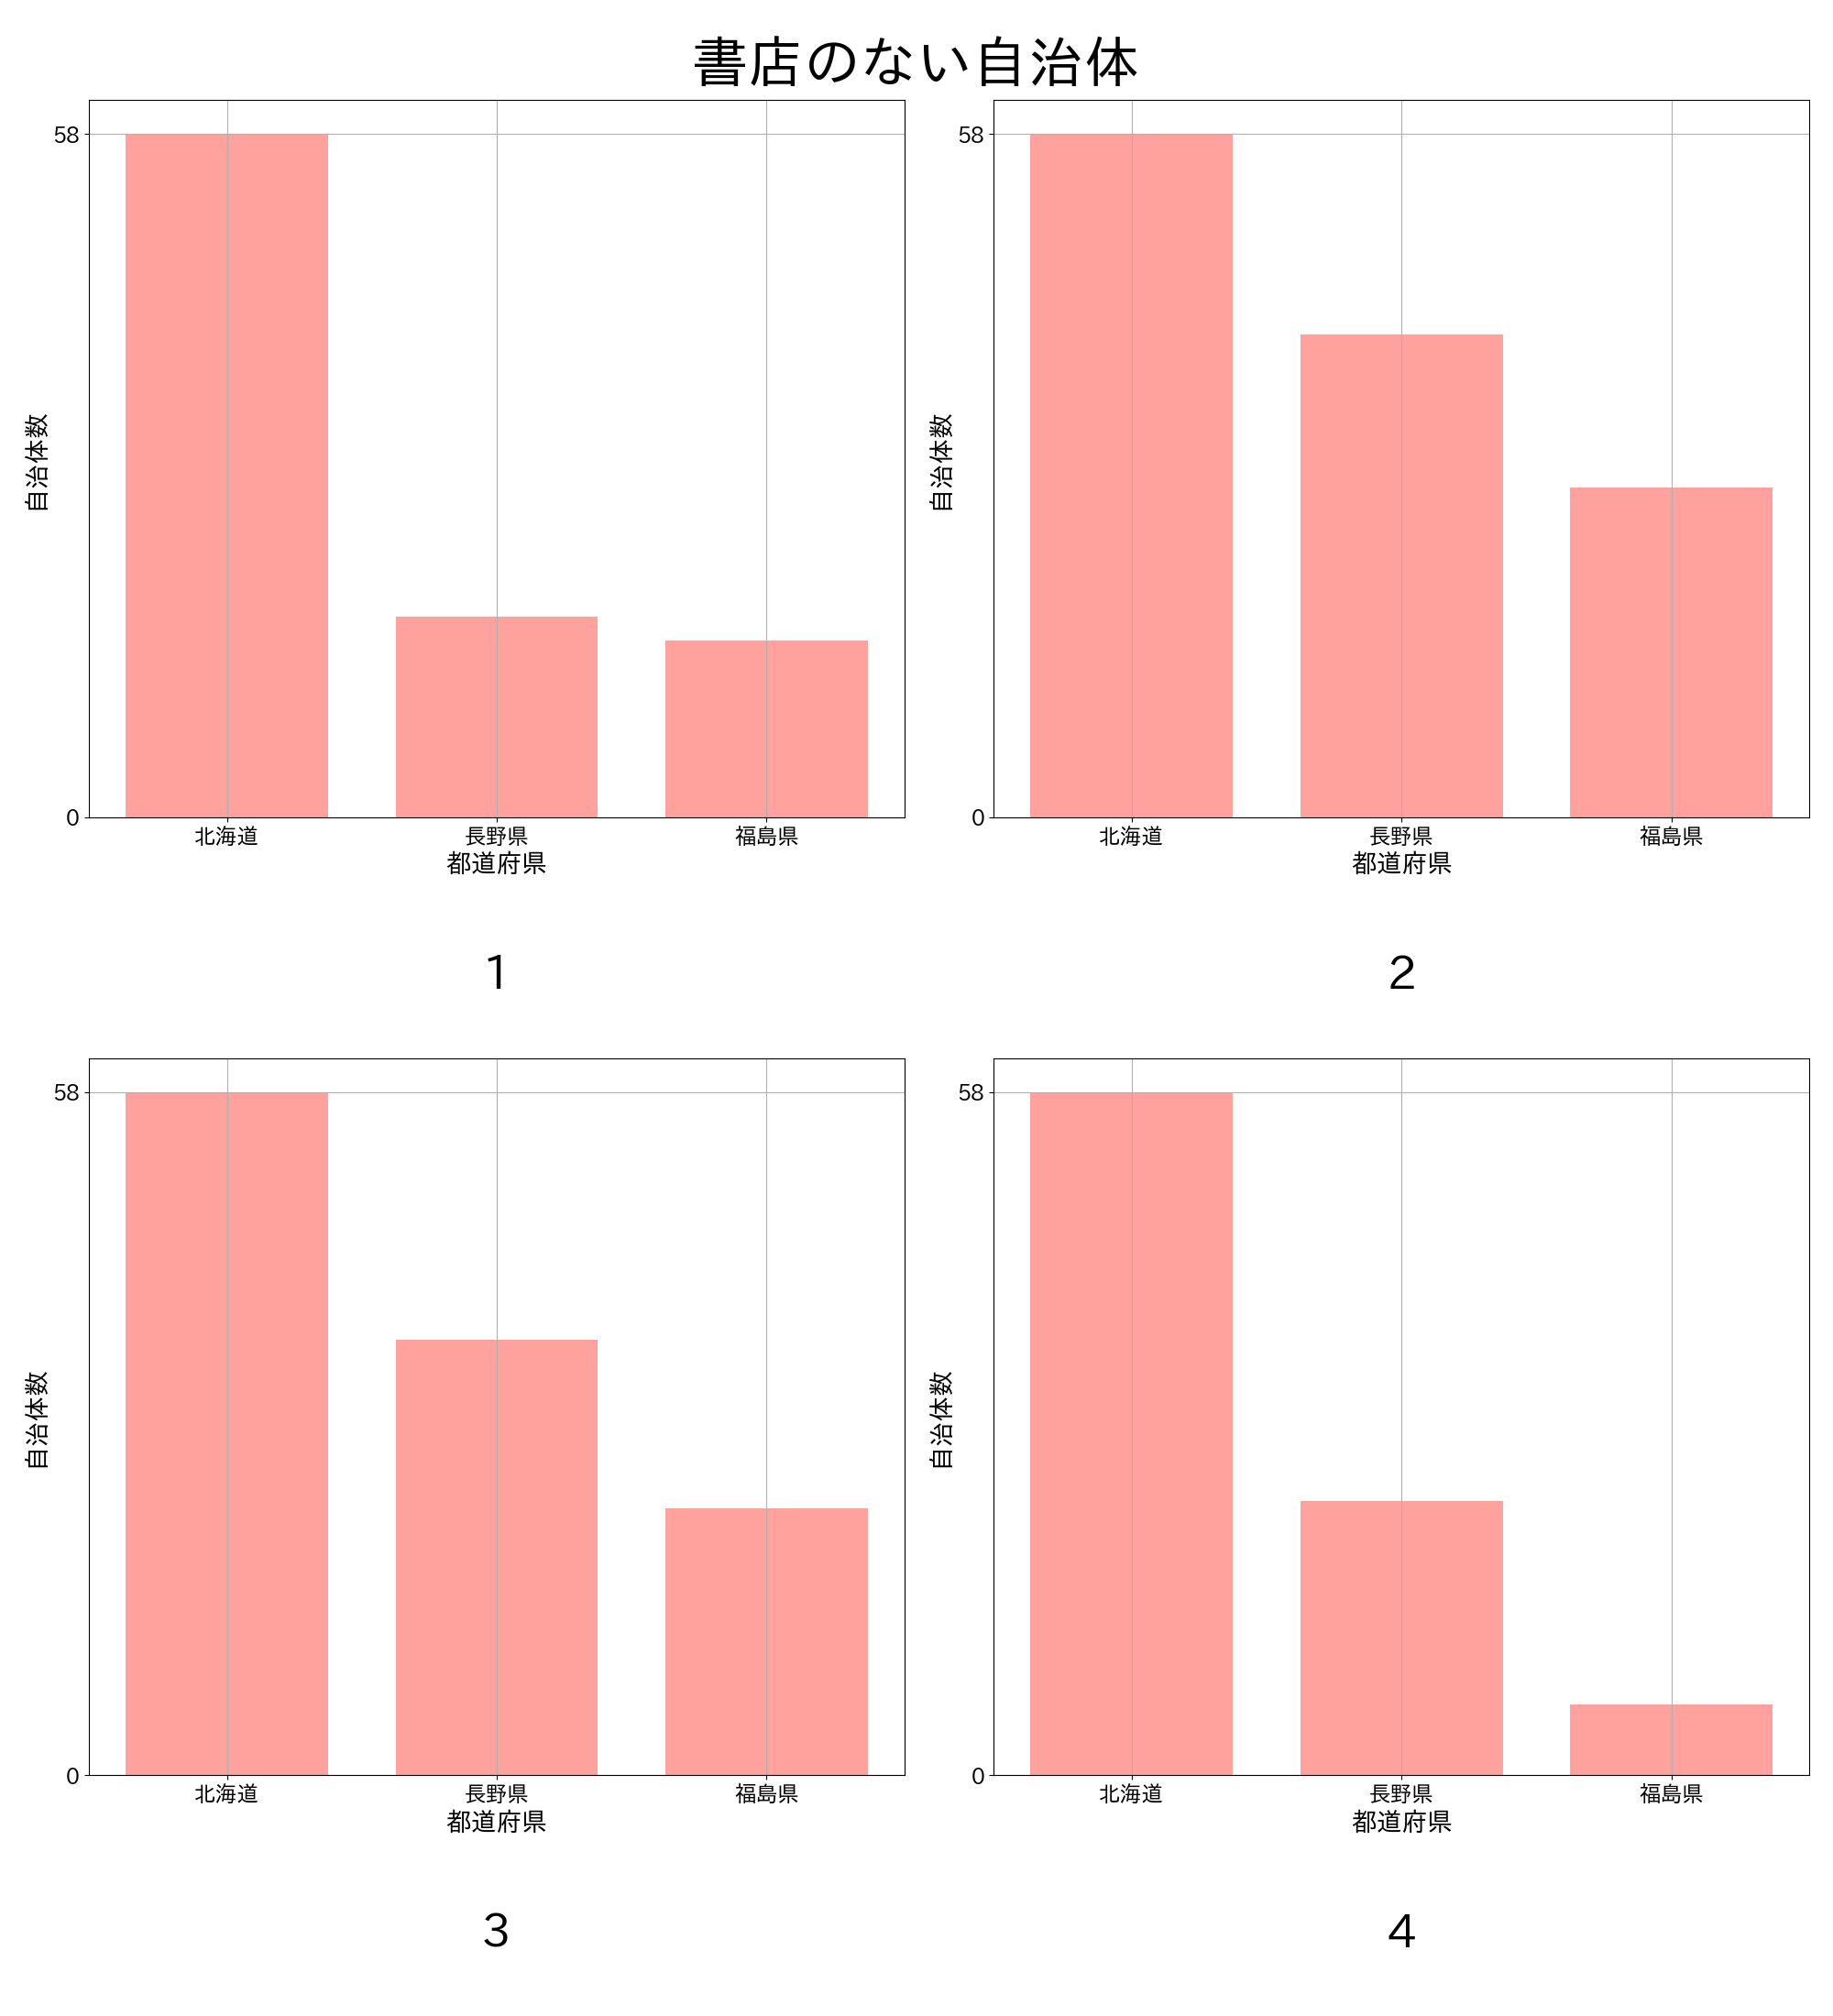 書店のない自治体
58
0
自治体数
北海道 長野県 福島県
都道府県
1
58
0
自治体数
北海道 長野県 福島県
都道府県
2
58
0
自治体数
北海道 長野県 福島県
都道府県
3
58
0
自治体数
北海道 長野県 福島県
都道府県
4